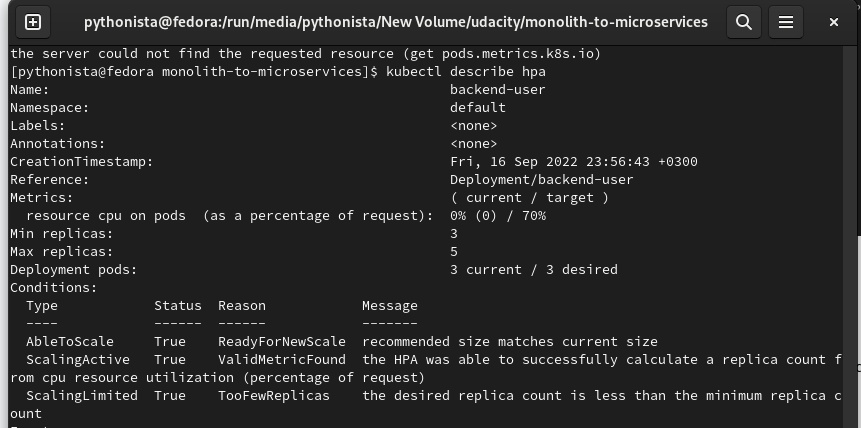 pythonista@fedora:/run/media/pythonista/New Volume/udacity/monolith-to-microservices
the server could not find the requested resource (get pods.metrics.k8s.io)
[pythonista@fedora monolith-to-microservices]$ kubectl describe hpa
Name:                                                  backend-user
Namespace:                                             default
Labels:                                                <none>
Annotations:                                           <none>
CreationTimestamp:                                     Fri, 16 Sep 2022 23:56:43 +0300
Reference:                                             Deployment/backend-user
Metrics:                                               ( current / target )
  resource cpu on pods  (as a percentage of request):  0% (0) / 70%
Min replicas:                                          3
Max replicas:                                          5
Deployment pods:                                       3 current / 3 desired
Conditions:
  Type            Status  Reason            Message
  ----            ------  ------            -------
  AbleToScale     True    ReadyForNewScale  recommended size matches current size
  ScalingActive   True    ValidMetricFound  the HPA was able to successfully calculate a replica count f
rom cpu resource utilization (percentage of request)
  ScalingLimited  True    TooFewReplicas    the desired replica count is less than the minimum replica c
ount